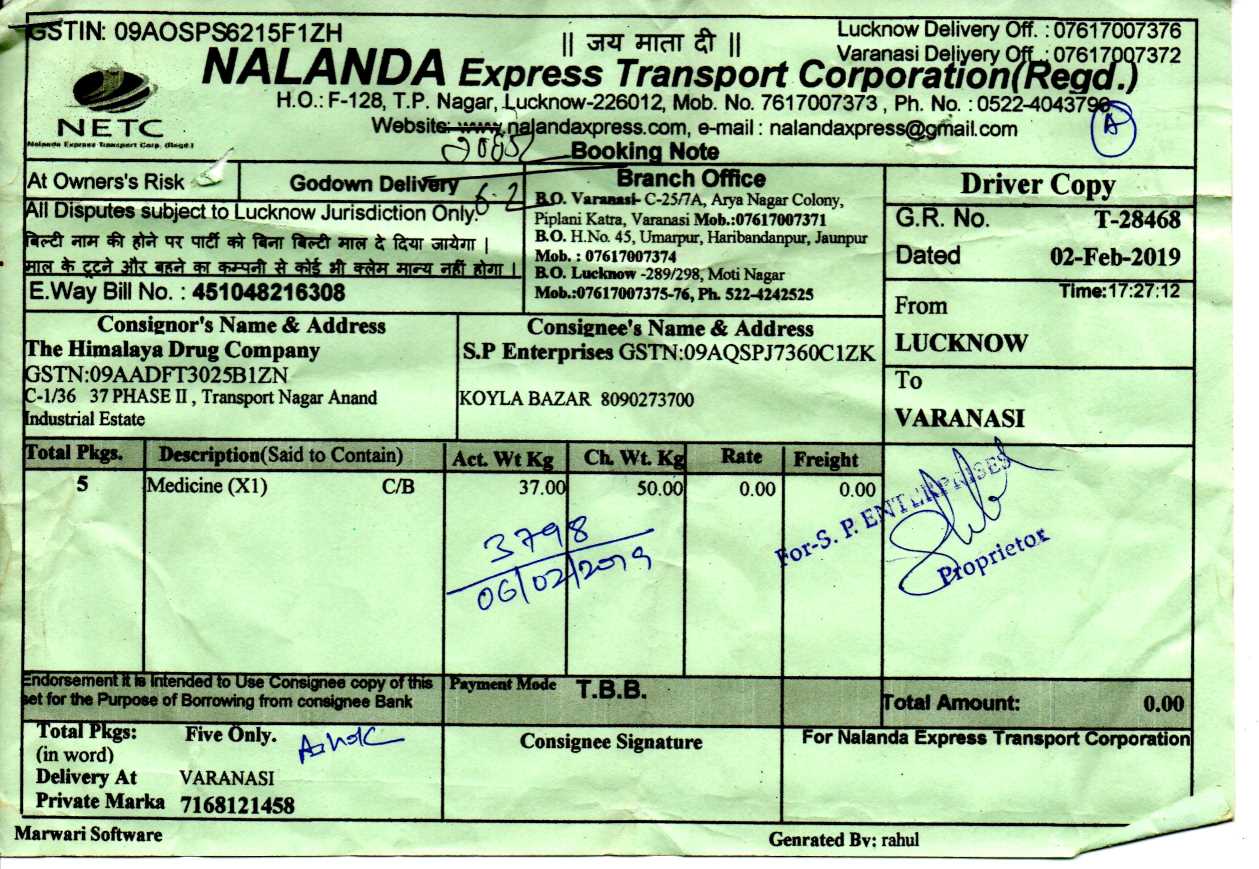 GSTIN: 09AOSPS6215F1ZH
|| जय माता दी ||
Lucknow Delivery Off. : 07617007376
Varanasi Delivery Off. : 07617007372
NALANDA Express Transport Corporation(Regd.)
H.O.: F-128, T.P. Nagar, Lucknow-226012, Mob. No. 7617007373 , Ph. No. : 0522-4043790
Website: www.nalandaxpress.com, e-mail : nalandaxpress@gmail.com
A
NETC
Nalanda Express Transport Corp. (Regd.)
Booking Note
At Owners's Risk
Godown Delivery
6-2
All Disputes subject to Lucknow Jurisdiction Only.
बिल्टी नाम की होने पर पार्टी को बिना बिल्टी माल दे दिया जायेगा |
माल के टूटने और बहने का कम्पनी से कोई भी क्लेम मान्य नहीं होगा |
E.Way Bill No. : 451048216308
Branch Office
B.O. Varanasi- C-25/7A, Arya Nagar Colony,
Piplani Katra, Varanasi Mob.:07617007371
B.O. H.No. 45, Umarpur, Haribandanpur, Jaunpur
Mob. : 07617007374
B.O. Lucknow -289/298, Moti Nagar
Mob.:07617007375-76, Ph. 522-4242525
Driver Copy
G.R. No. T-28468
Dated 02-Feb-2019
Time:17:27:12
From
LUCKNOW
To
VARANASI
Consignor's Name & Address
The Himalaya Drug Company
GSTN:09AADFT3025B1ZN
C-1/36 37 PHASE II , Transport Nagar Anand
Industrial Estate
Consignee's Name & Address
S.P Enterprises GSTN:09AQSPJ7360C1ZK
KOYLA BAZAR 8090273700
Total Pkgs. Description(Said to Contain) Act. Wt Kg Ch. Wt. Kg Rate Freight
5 Medicine (X1) C/B 37.00 50.00 0.00 0.00
3798
06/02/2019
For-S. P. ENTERPRISES
Proprietor
Endorsement it is Intended to Use Consignee copy of this
set for the Purpose of Borrowing from consignee Bank
Payment Mode T.B.B.
Total Amount: 0.00
Total Pkgs: Five Only.
(in word)
Ashok
Delivery At VARANASI
Private Marka 7168121458
Consignee Signature
For Nalanda Express Transport Corporation
Marwari Software
Genrated By: rahul